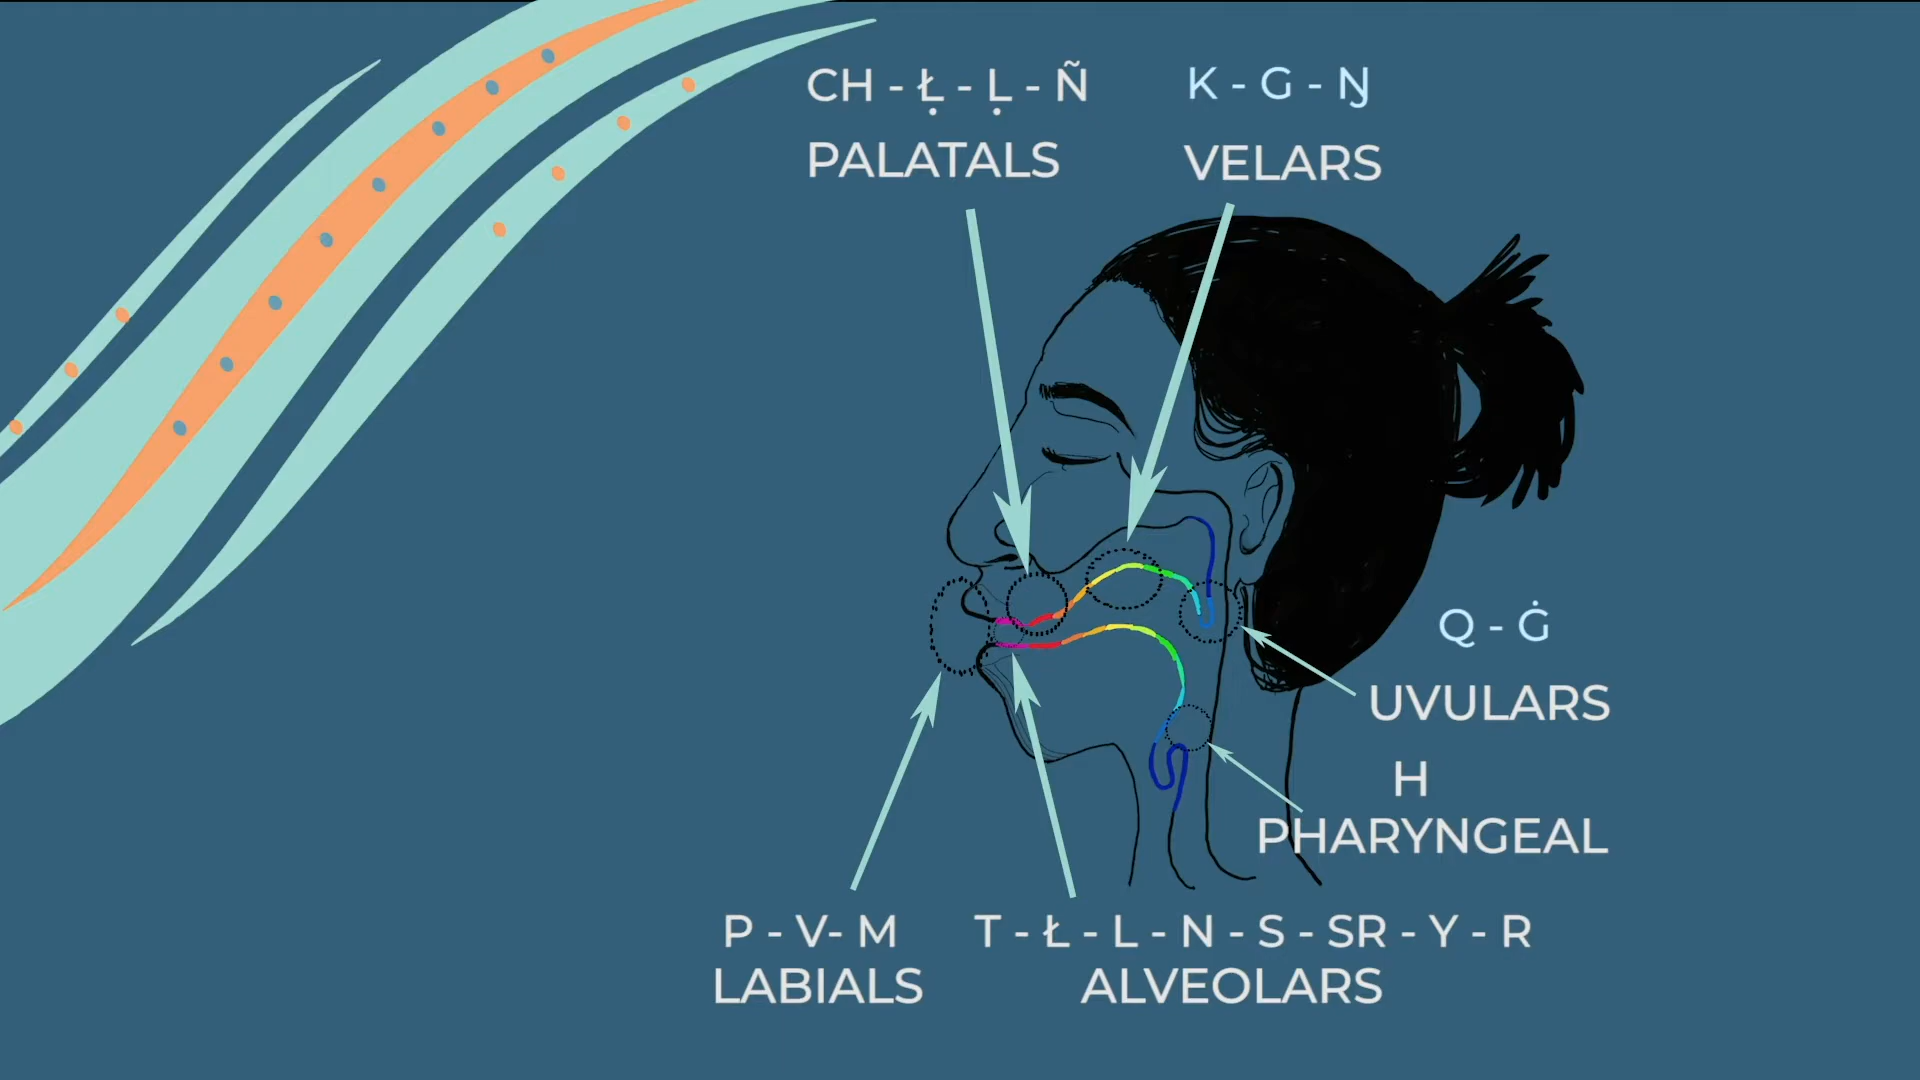 CH - Ł̣ - Ḷ - Ñ
PALATALS
K - G - Ŋ
VELARS
Q - Ġ
UVULARS
H
PHARYNGEAL
P - V- M
LABIALS
T - Ł - L - N - S - SR - Y - R
ALVEOLARS